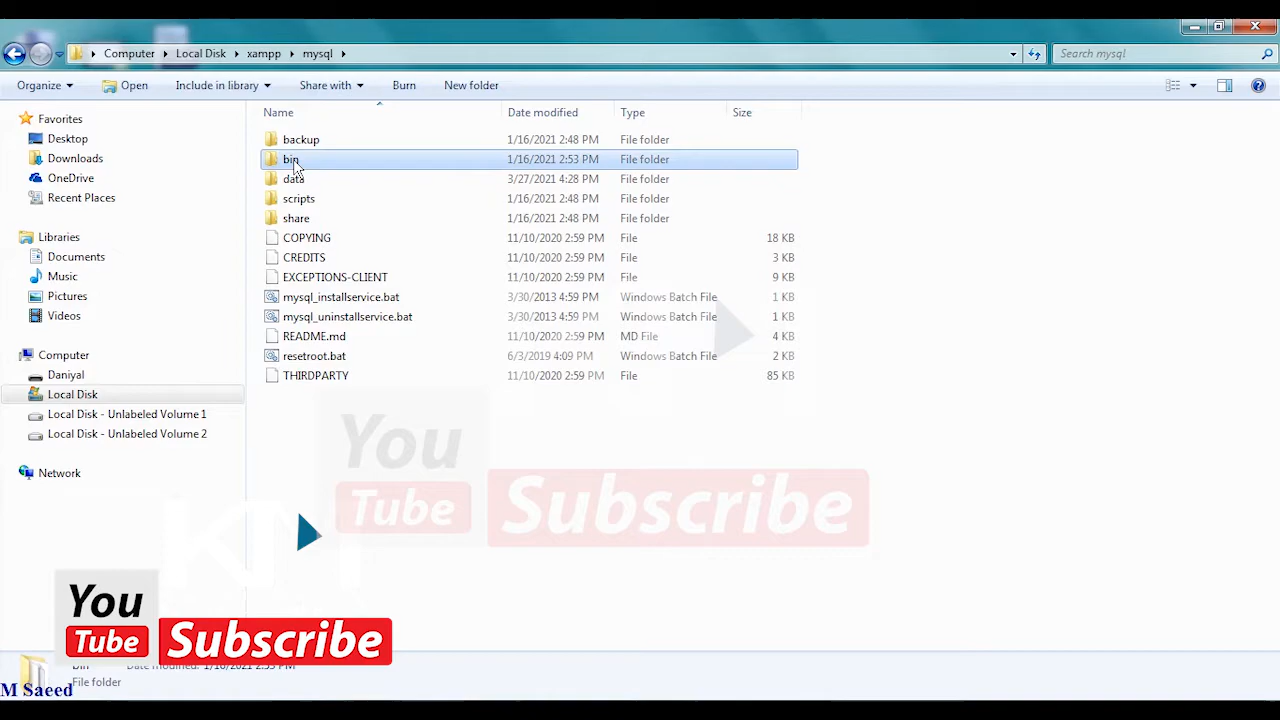 Computer Local Disk xampp mysql Search mysql
Organize Open Include in library Share with Burn New folder
Favorites
Desktop
Downloads
OneDrive
Recent Places
Libraries
Documents
Music
Pictures
Videos
Computer
Daniyal
Local Disk
Local Disk - Unlabeled Volume 1
Local Disk - Unlabeled Volume 2
Network
Name Date modified Type Size
backup 1/16/2021 2:48 PM File folder
bin 1/16/2021 2:53 PM File folder
data 3/27/2021 4:28 PM File folder
scripts 1/16/2021 2:48 PM File folder
share 1/16/2021 2:48 PM File folder
COPYING 11/10/2020 2:59 PM File 18 KB
CREDITS 11/10/2020 2:59 PM File 3 KB
EXCEPTIONS-CLIENT 11/10/2020 2:59 PM File 9 KB
mysql_installservice.bat 3/30/2013 4:59 PM Windows Batch File 1 KB
mysql_uninstallservice.bat 3/30/2013 4:59 PM Windows Batch File 1 KB
README.md 11/10/2020 2:59 PM MD File 4 KB
resetroot.bat 6/3/2019 4:09 PM Windows Batch File 2 KB
THIRDPARTY 11/10/2020 2:59 PM File 85 KB
You
Tube Subscribe
You
Tube Subscribe
bin Date modified: 1/16/2021 2:53 PM
File folder
M Saeed